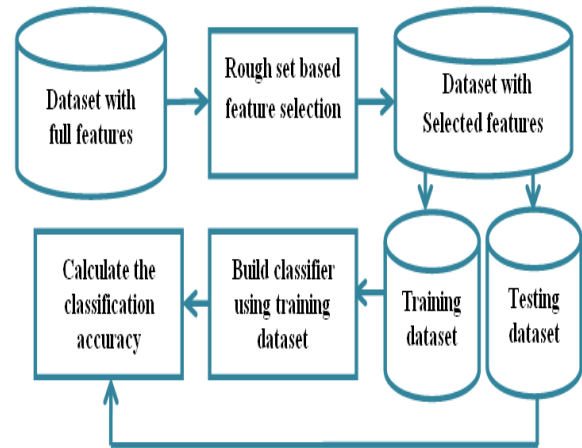 Dataset with
full features
Rough set based
feature selection
Dataset with
Selected features
Calculate the
classification
accuracy
Build classifier
using training
dataset
Training
dataset
Testing
dataset